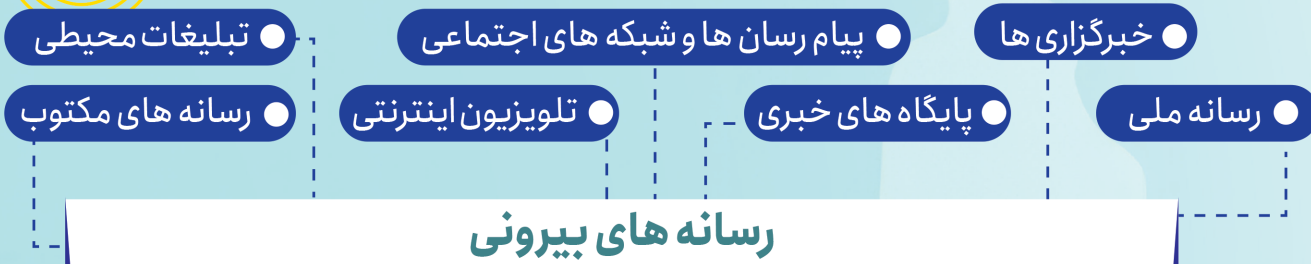 خبرگزاری ها
پیام رسان ها و شبکه های اجتماعی
تبلیغات محیطی
رسانه ملی
پایگاه های خبری
تلویزیون اینترنتی
رسانه های مکتوب
رسانه های بیرونی